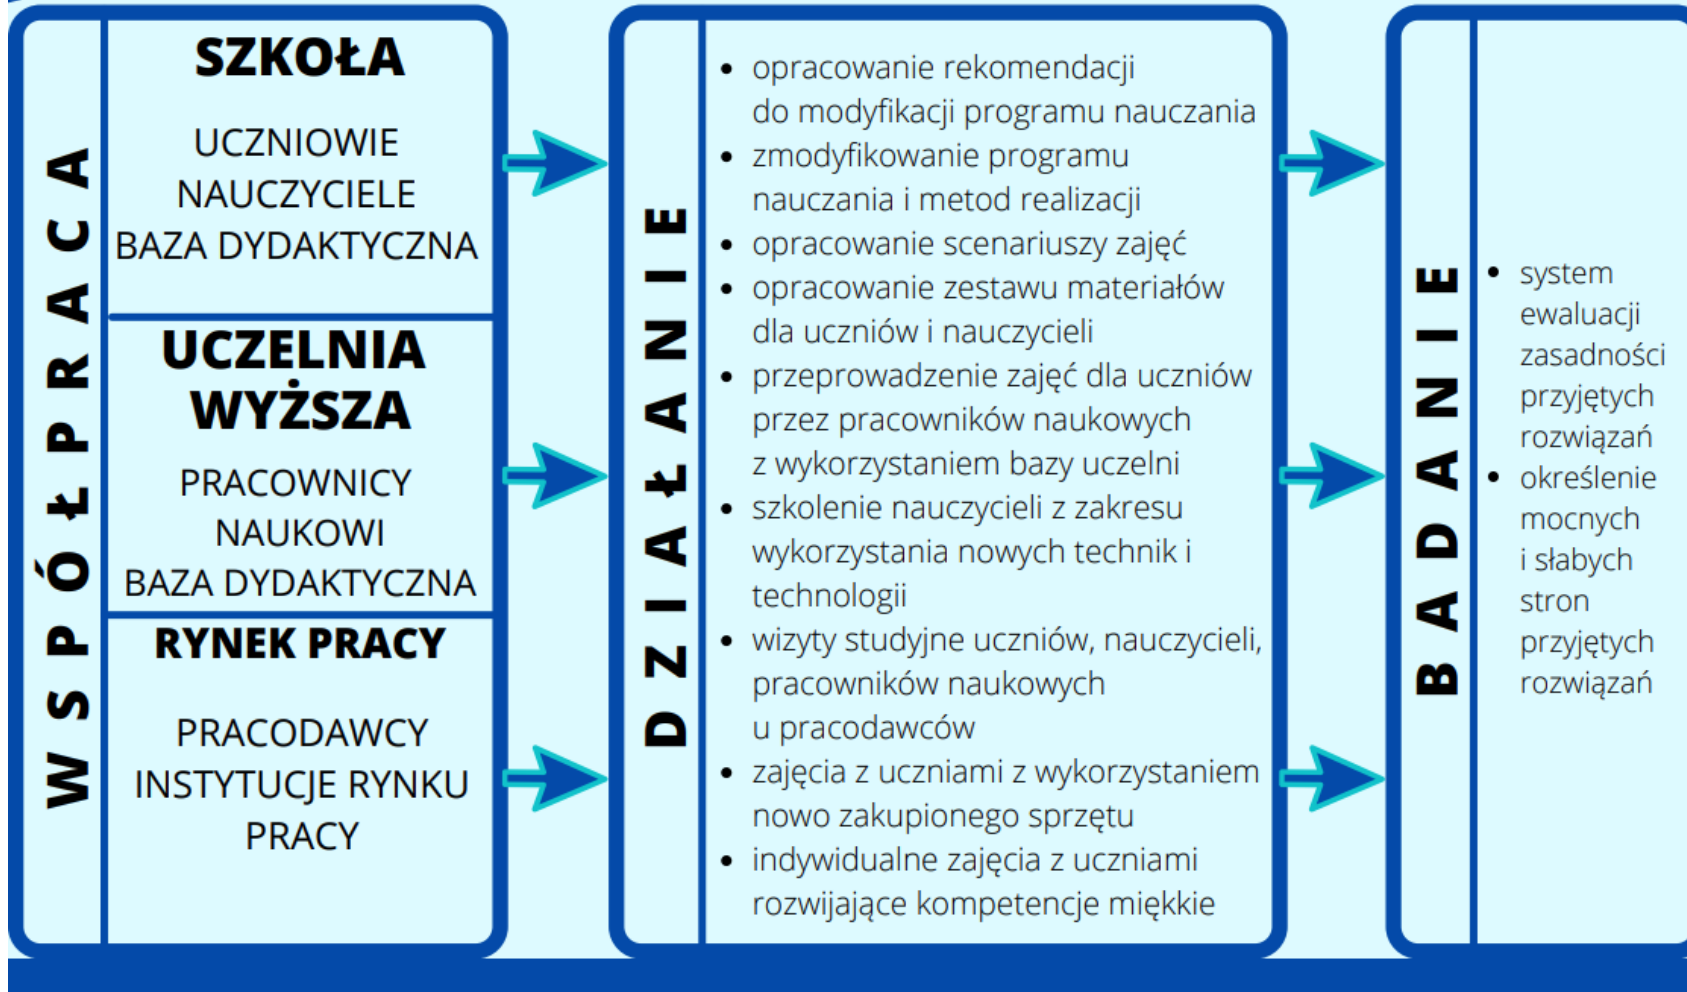 WSPÓŁPRACA
SZKOŁA
UCZNIOWIE
NAUCZYCIELE
BAZA DYDAKTYCZNA
UCZELNIA
WYŻSZA
PRACOWNICY
NAUKOWI
BAZA DYDAKTYCZNA
RYNEK PRACY
PRACODAWCY
INSTYTUCJE RYNKU
PRACY
DZIAŁANIE
• opracowanie rekomendacji
do modyfikacji programu nauczania
• zmodyfikowanie programu
nauczania i metod realizacji
• opracowanie scenariuszy zajęć
• opracowanie zestawu materiałów
dla uczniów i nauczycieli
• przeprowadzenie zajęć dla uczniów
przez pracowników naukowych
z wykorzystaniem bazy uczelni
• szkolenie nauczycieli z zakresu
wykorzystania nowych technik i
technologii
• wizyty studyjne uczniów, nauczycieli,
pracowników naukowych
u pracodawców
• zajęcia z uczniami z wykorzystaniem
nowo zakupionego sprzętu
• indywidualne zajęcia z uczniami
rozwijające kompetencje miękkie
BADANIE
• system
ewaluacji
zasadności
przyjętych
rozwiązań
• określenie
mocnych
i słabych
stron
przyjętych
rozwiązań